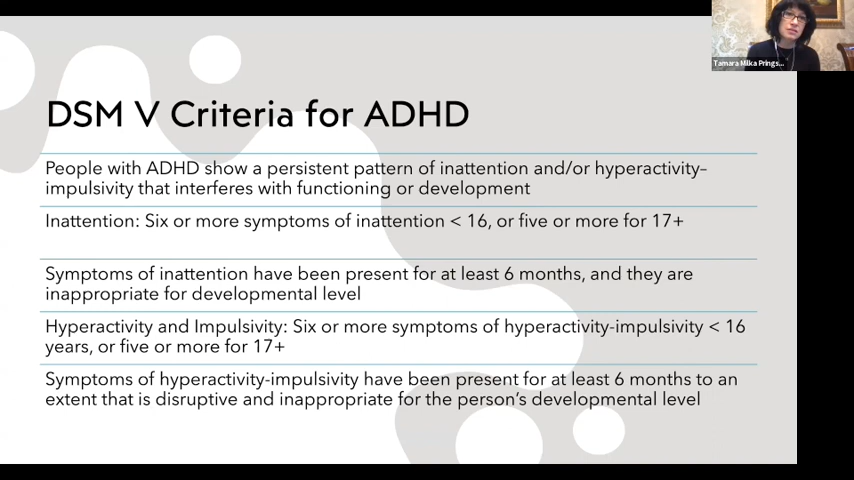 Tamara Milka Prings...
DSM V Criteria for ADHD
People with ADHD show a persistent pattern of inattention and/or hyperactivity–
impulsivity that interferes with functioning or development
Inattention: Six or more symptoms of inattention < 16, or five or more for 17+
Symptoms of inattention have been present for at least 6 months, and they are
inappropriate for developmental level
Hyperactivity and Impulsivity: Six or more symptoms of hyperactivity-impulsivity < 16
years, or five or more for 17+
Symptoms of hyperactivity-impulsivity have been present for at least 6 months to an
extent that is disruptive and inappropriate for the person’s developmental level